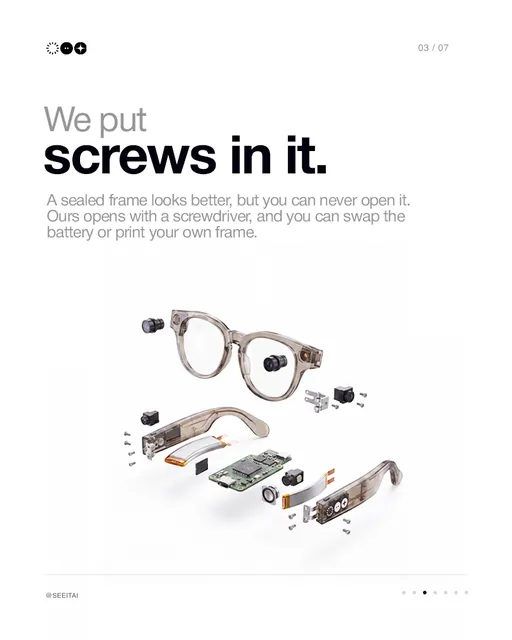 03 / 07
We put
screws in it.
A sealed frame looks better, but you can never open it.
Ours opens with a screwdriver, and you can swap the
battery or print your own frame.
@SEEITAI